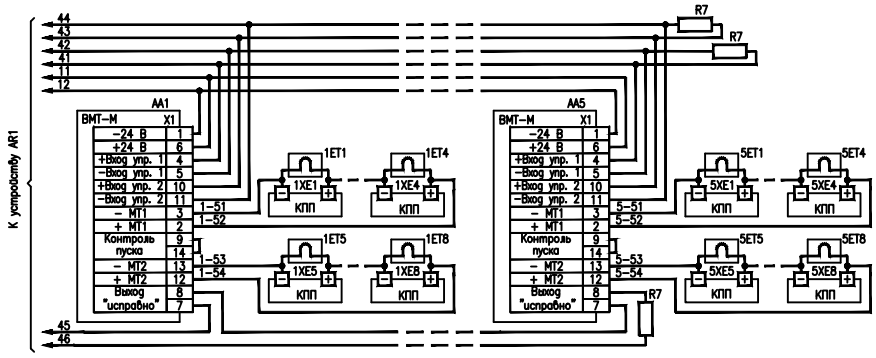 44
R7
43
42
R7
41
11
12
К устройству AR1
AA1
ВМТ-М X1
-24 В 1
+24 В 6
+Вход упр. 1 4
-Вход упр. 1 5
+Вход упр. 2 10
-Вход упр. 2 11
- МТ1 3
+ МТ1 2
Контроль 9
пуска 14
- МТ2 13
+ МТ2 12
Выход 8
"исправно" 7
1-51
1-52
1-53
1-54
1ET1
- 1XE1 +
КПП
1ET4
- 1XE4 +
КПП
1ET5
- 1XE5 +
КПП
1ET8
- 1XE8 +
КПП
AA5
ВМТ-М X1
-24 В 1
+24 В 6
+Вход упр. 1 4
-Вход упр. 1 5
+Вход упр. 2 10
-Вход упр. 2 11
- МТ1 3
+ МТ1 2
Контроль 9
пуска 14
- МТ2 13
+ МТ2 12
Выход 8
"исправно" 7
5-51
5-52
5-53
5-54
5ET1
- 5XE1 +
КПП
5ET4
- 5XE4 +
КПП
5ET5
- 5XE5 +
КПП
5ET8
- 5XE8 +
КПП
R7
45
46